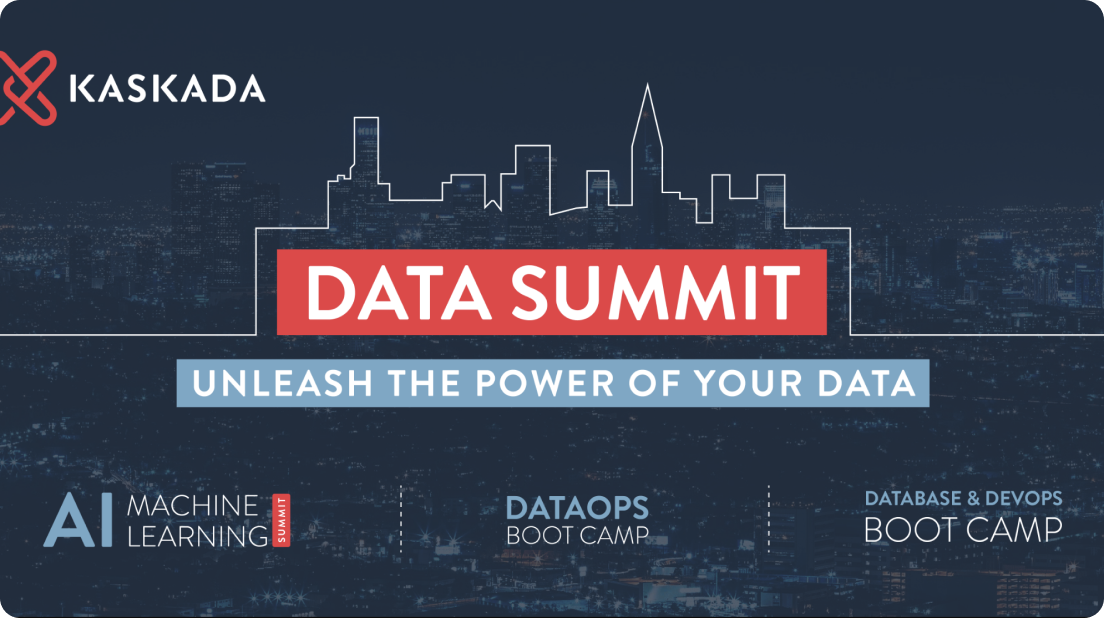 KASKADA
DATA SUMMIT
UNLEASH THE POWER OF YOUR DATA
AI MACHINE
LEARNING SUMMIT
DATAOPS
BOOT CAMP
DATABASE & DEVOPS
BOOT CAMP